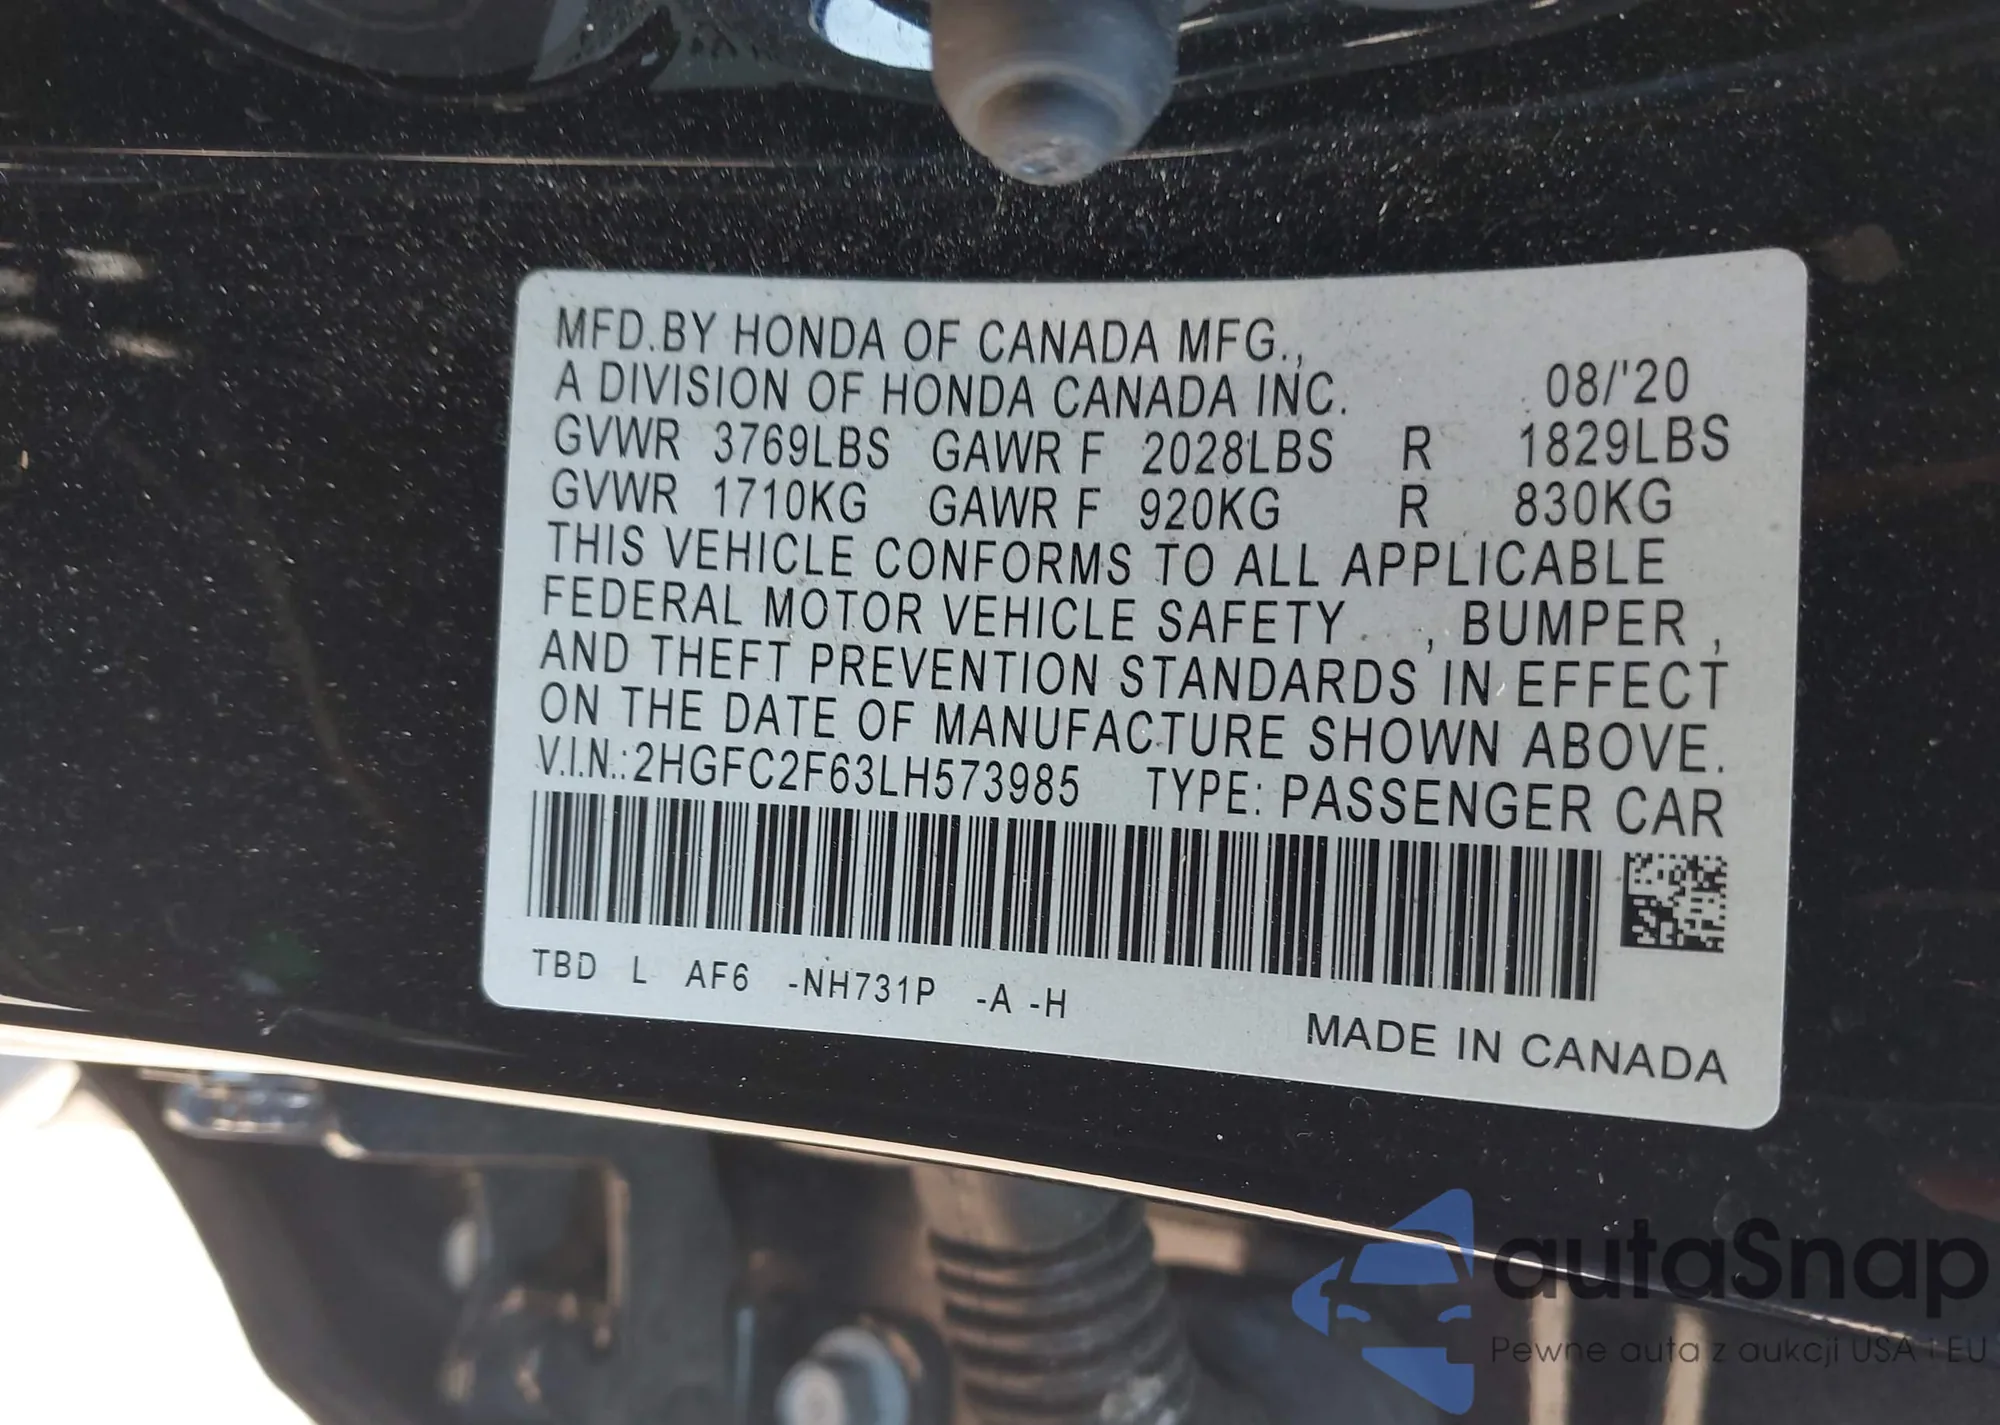 MFD.BY HONDA OF CANADA MFG.,
A DIVISION OF HONDA CANADA INC. 08/'20
GVWR 3769LBS GAWR F 2028LBS R 1829LBS
GVWR 1710KG GAWR F 920KG R 830KG
THIS VEHICLE CONFORMS TO ALL APPLICABLE
FEDERAL MOTOR VEHICLE SAFETY , BUMPER ,
AND THEFT PREVENTION STANDARDS IN EFFECT
ON THE DATE OF MANUFACTURE SHOWN ABOVE.
V.I.N.:2HGFC2F63LH573985 TYPE: PASSENGER CAR
TBD L AF6 -NH731P -A -H
MADE IN CANADA
autaSnap
Pewne auta z aukcji USA i EU